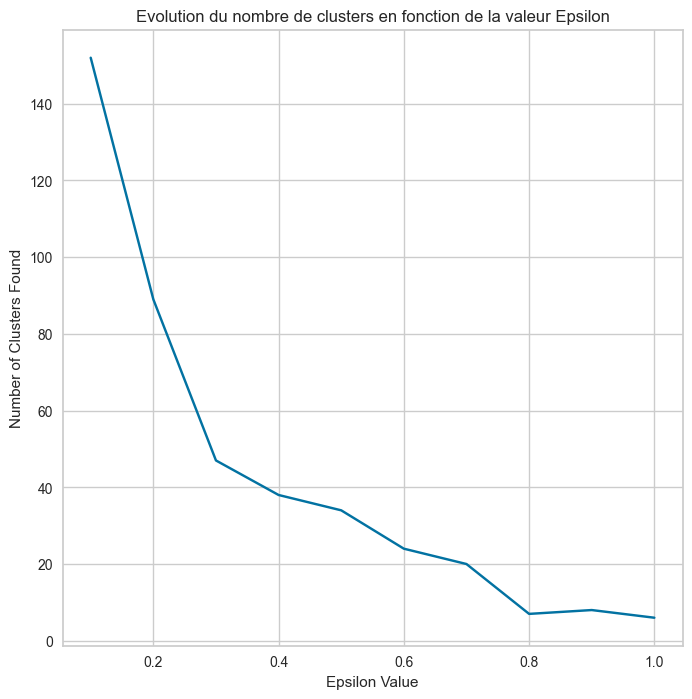 Evolution du nombre de clusters en fonction de la valeur Epsilon
140
120
100
80
60
40
20
0
Number of Clusters Found
0.2 0.4 0.6 0.8 1.0
Epsilon Value